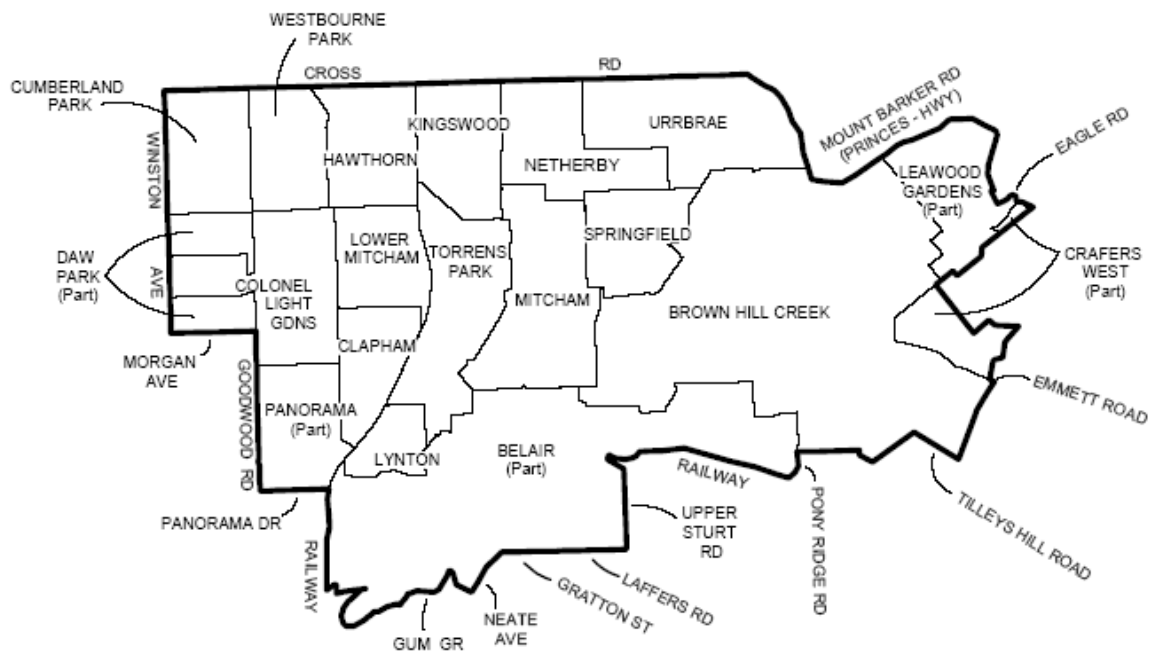 WESTBOURNE
PARK
CROSS
RD
CUMBERLAND
PARK
MOUNT BARKER RD
(PRINCES - HWY)
EAGLE RD
KINGSWOOD
URRBRAE
WINSTON
AVE
HAWTHORN
NETHERBY
LEAWOOD
GARDENS
(Part)
DAW
PARK
(Part)
LOWER
MITCHAM
TORRENS
PARK
SPRINGFIELD
CRAFERS
WEST
(Part)
COLONEL
LIGHT
GDNS
MITCHAM
BROWN HILL CREEK
CLAPHAM
MORGAN
AVE
GOODWOOD RD
EMMETT ROAD
PANORAMA
(Part)
LYNTON
BELAIR
(Part)
RAILWAY
PANORAMA DR
UPPER
STURT
RD
PONY RIDGE RD
TILLEYS HILL ROAD
RAILWAY
LAFFERS RD
GRATTON ST
NEATE
AVE
GUM GR